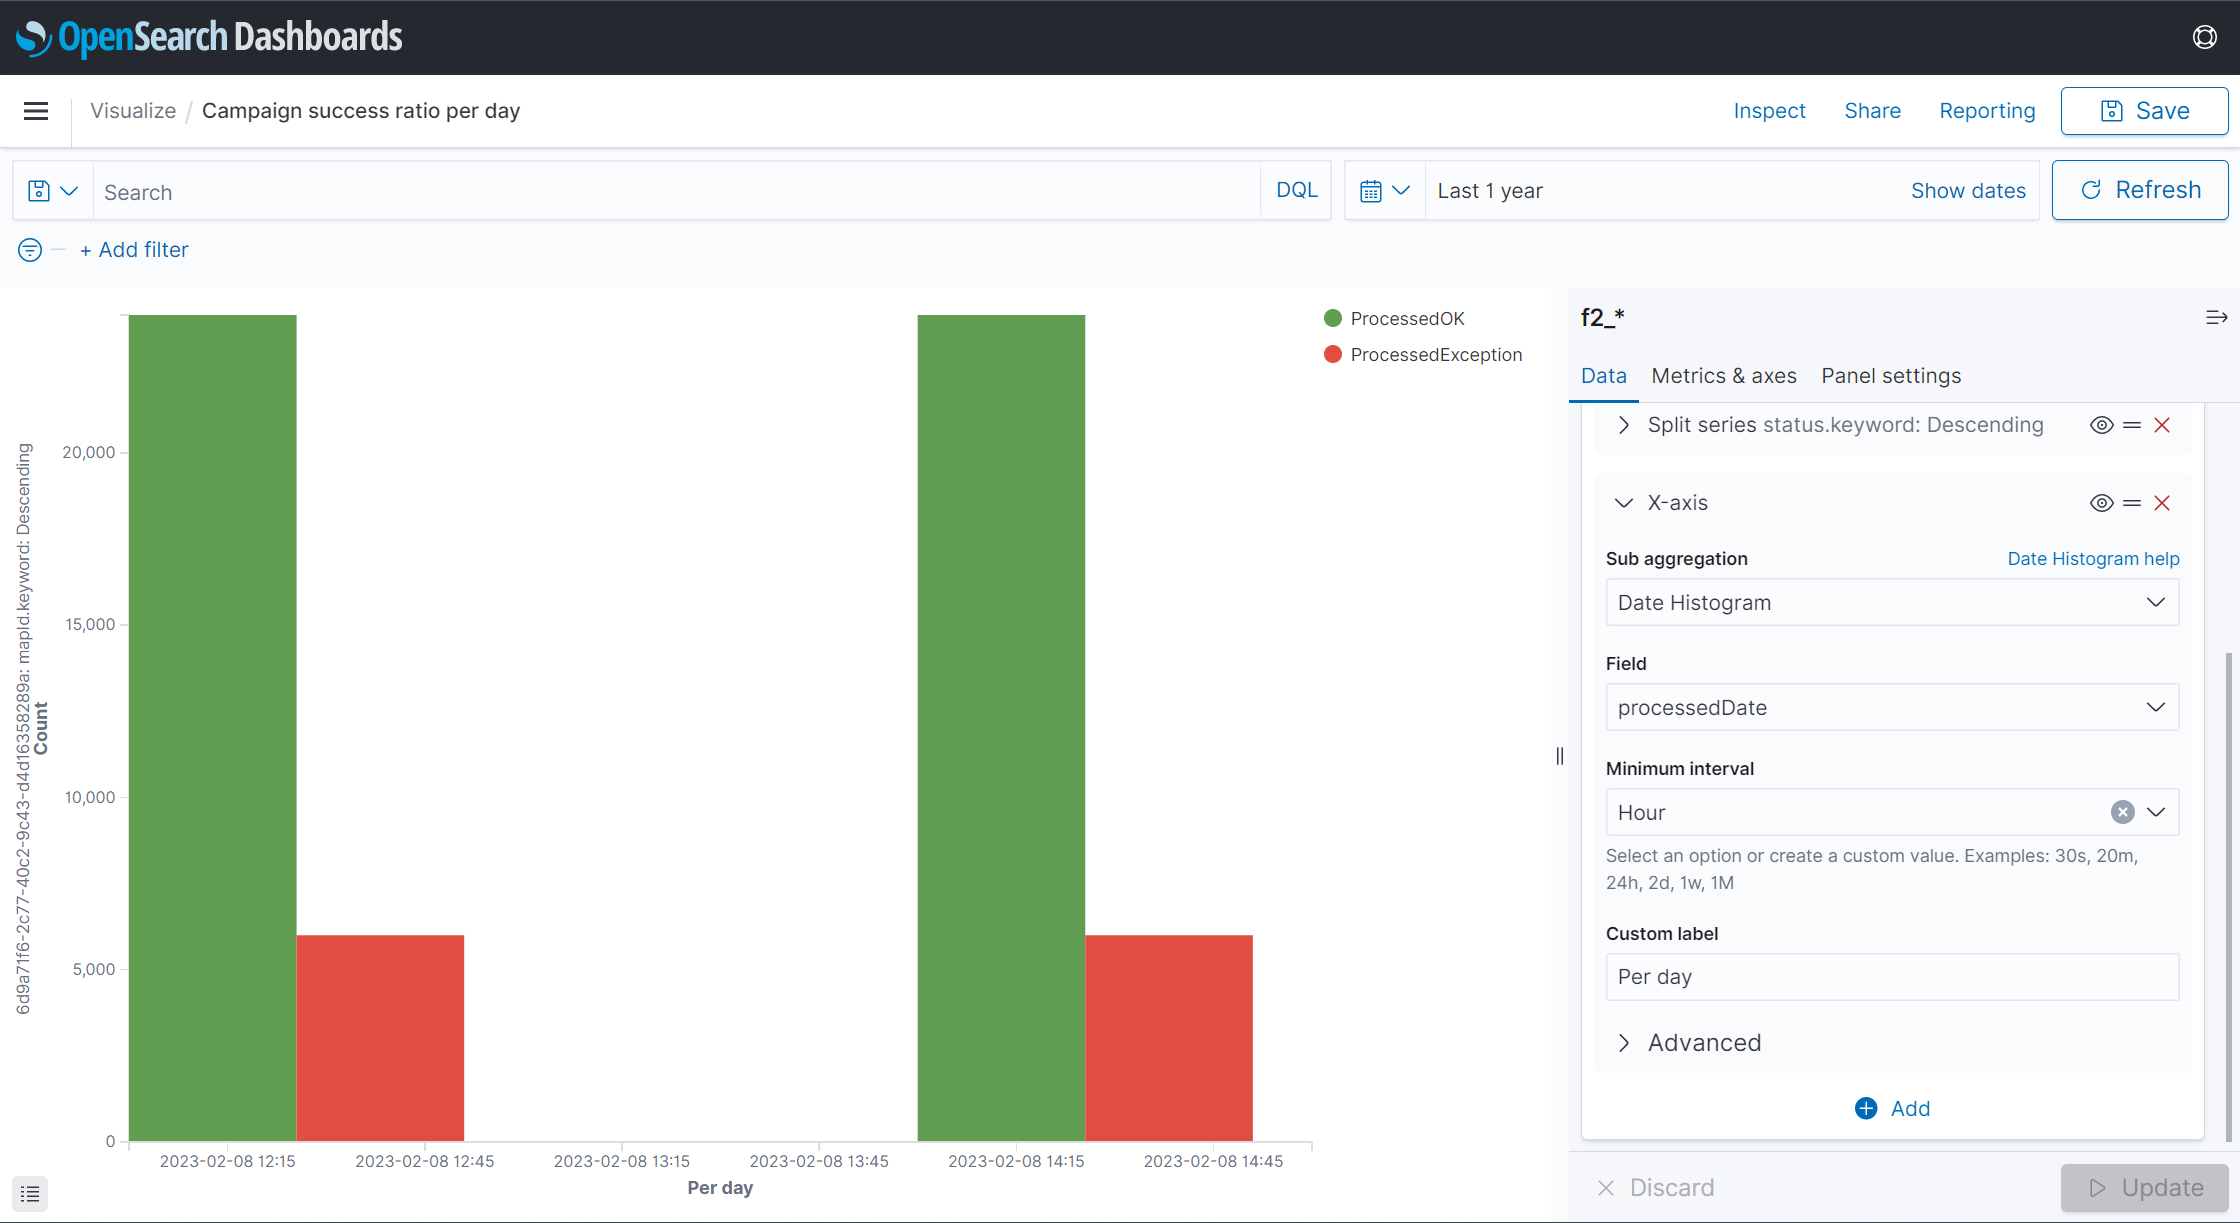 OpenSearch Dashboards
Visualize / Campaign success ratio per day
Inspect
Share
Reporting
Save
Search
DQL
Last 1 year
Show dates
Refresh
+ Add filter
6d9a71f6-2c77-40c2-9c43-d4d16358289a: mapId.keyword: Descending
Count
20,000
15,000
10,000
5,000
0
2023-02-08 12:15
2023-02-08 12:45
2023-02-08 13:15
2023-02-08 13:45
2023-02-08 14:15
2023-02-08 14:45
Per day
ProcessedOK
ProcessedException
f2_*
Data
Metrics & axes
Panel settings
Split series status.keyword: Descending
X-axis
Sub aggregation
Date Histogram help
Date Histogram
Field
processedDate
Minimum interval
Hour
Select an option or create a custom value. Examples: 30s, 20m,
24h, 2d, 1w, 1M
Custom label
Per day
Advanced
Add
Discard
Update